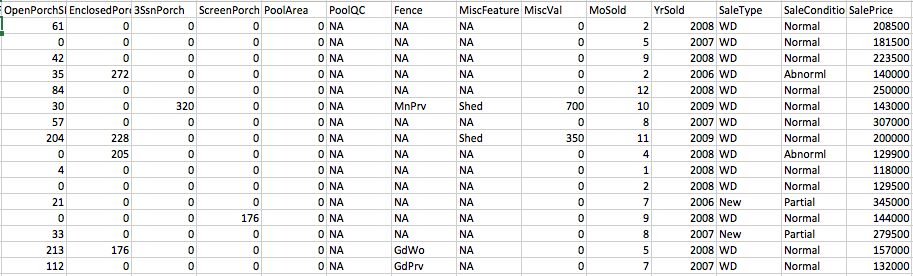 OpenPorchSI EnclosedPorc 3SsnPorch ScreenPorch PoolArea PoolQC Fence MiscFeature MiscVal MoSold YrSold SaleType SaleConditio SalePrice
61 0 0 0 0 NA NA NA 0 2 2008 WD Normal 208500
0 0 0 0 0 NA NA NA 0 5 2007 WD Normal 181500
42 0 0 0 0 NA NA NA 0 9 2008 WD Normal 223500
35 272 0 0 0 NA NA NA 0 2 2006 WD Abnorml 140000
84 0 0 0 0 NA NA NA 0 12 2008 WD Normal 250000
30 0 320 0 0 NA MnPrv Shed 700 10 2009 WD Normal 143000
57 0 0 0 0 NA NA NA 0 8 2007 WD Normal 307000
204 228 0 0 0 NA NA Shed 350 11 2009 WD Normal 200000
0 205 0 0 0 NA NA NA 0 4 2008 WD Abnorml 129900
4 0 0 0 0 NA NA NA 0 1 2008 WD Normal 118000
0 0 0 0 0 NA NA NA 0 2 2008 WD Normal 129500
21 0 0 0 0 NA NA NA 0 7 2006 New Partial 345000
0 0 0 176 0 NA NA NA 0 9 2008 WD Normal 144000
33 0 0 0 0 NA NA NA 0 8 2007 New Partial 279500
213 176 0 0 0 NA GdWo NA 0 5 2008 WD Normal 157000
112 0 0 0 0 NA GdPrv NA 0 7 2007 WD Normal 132000